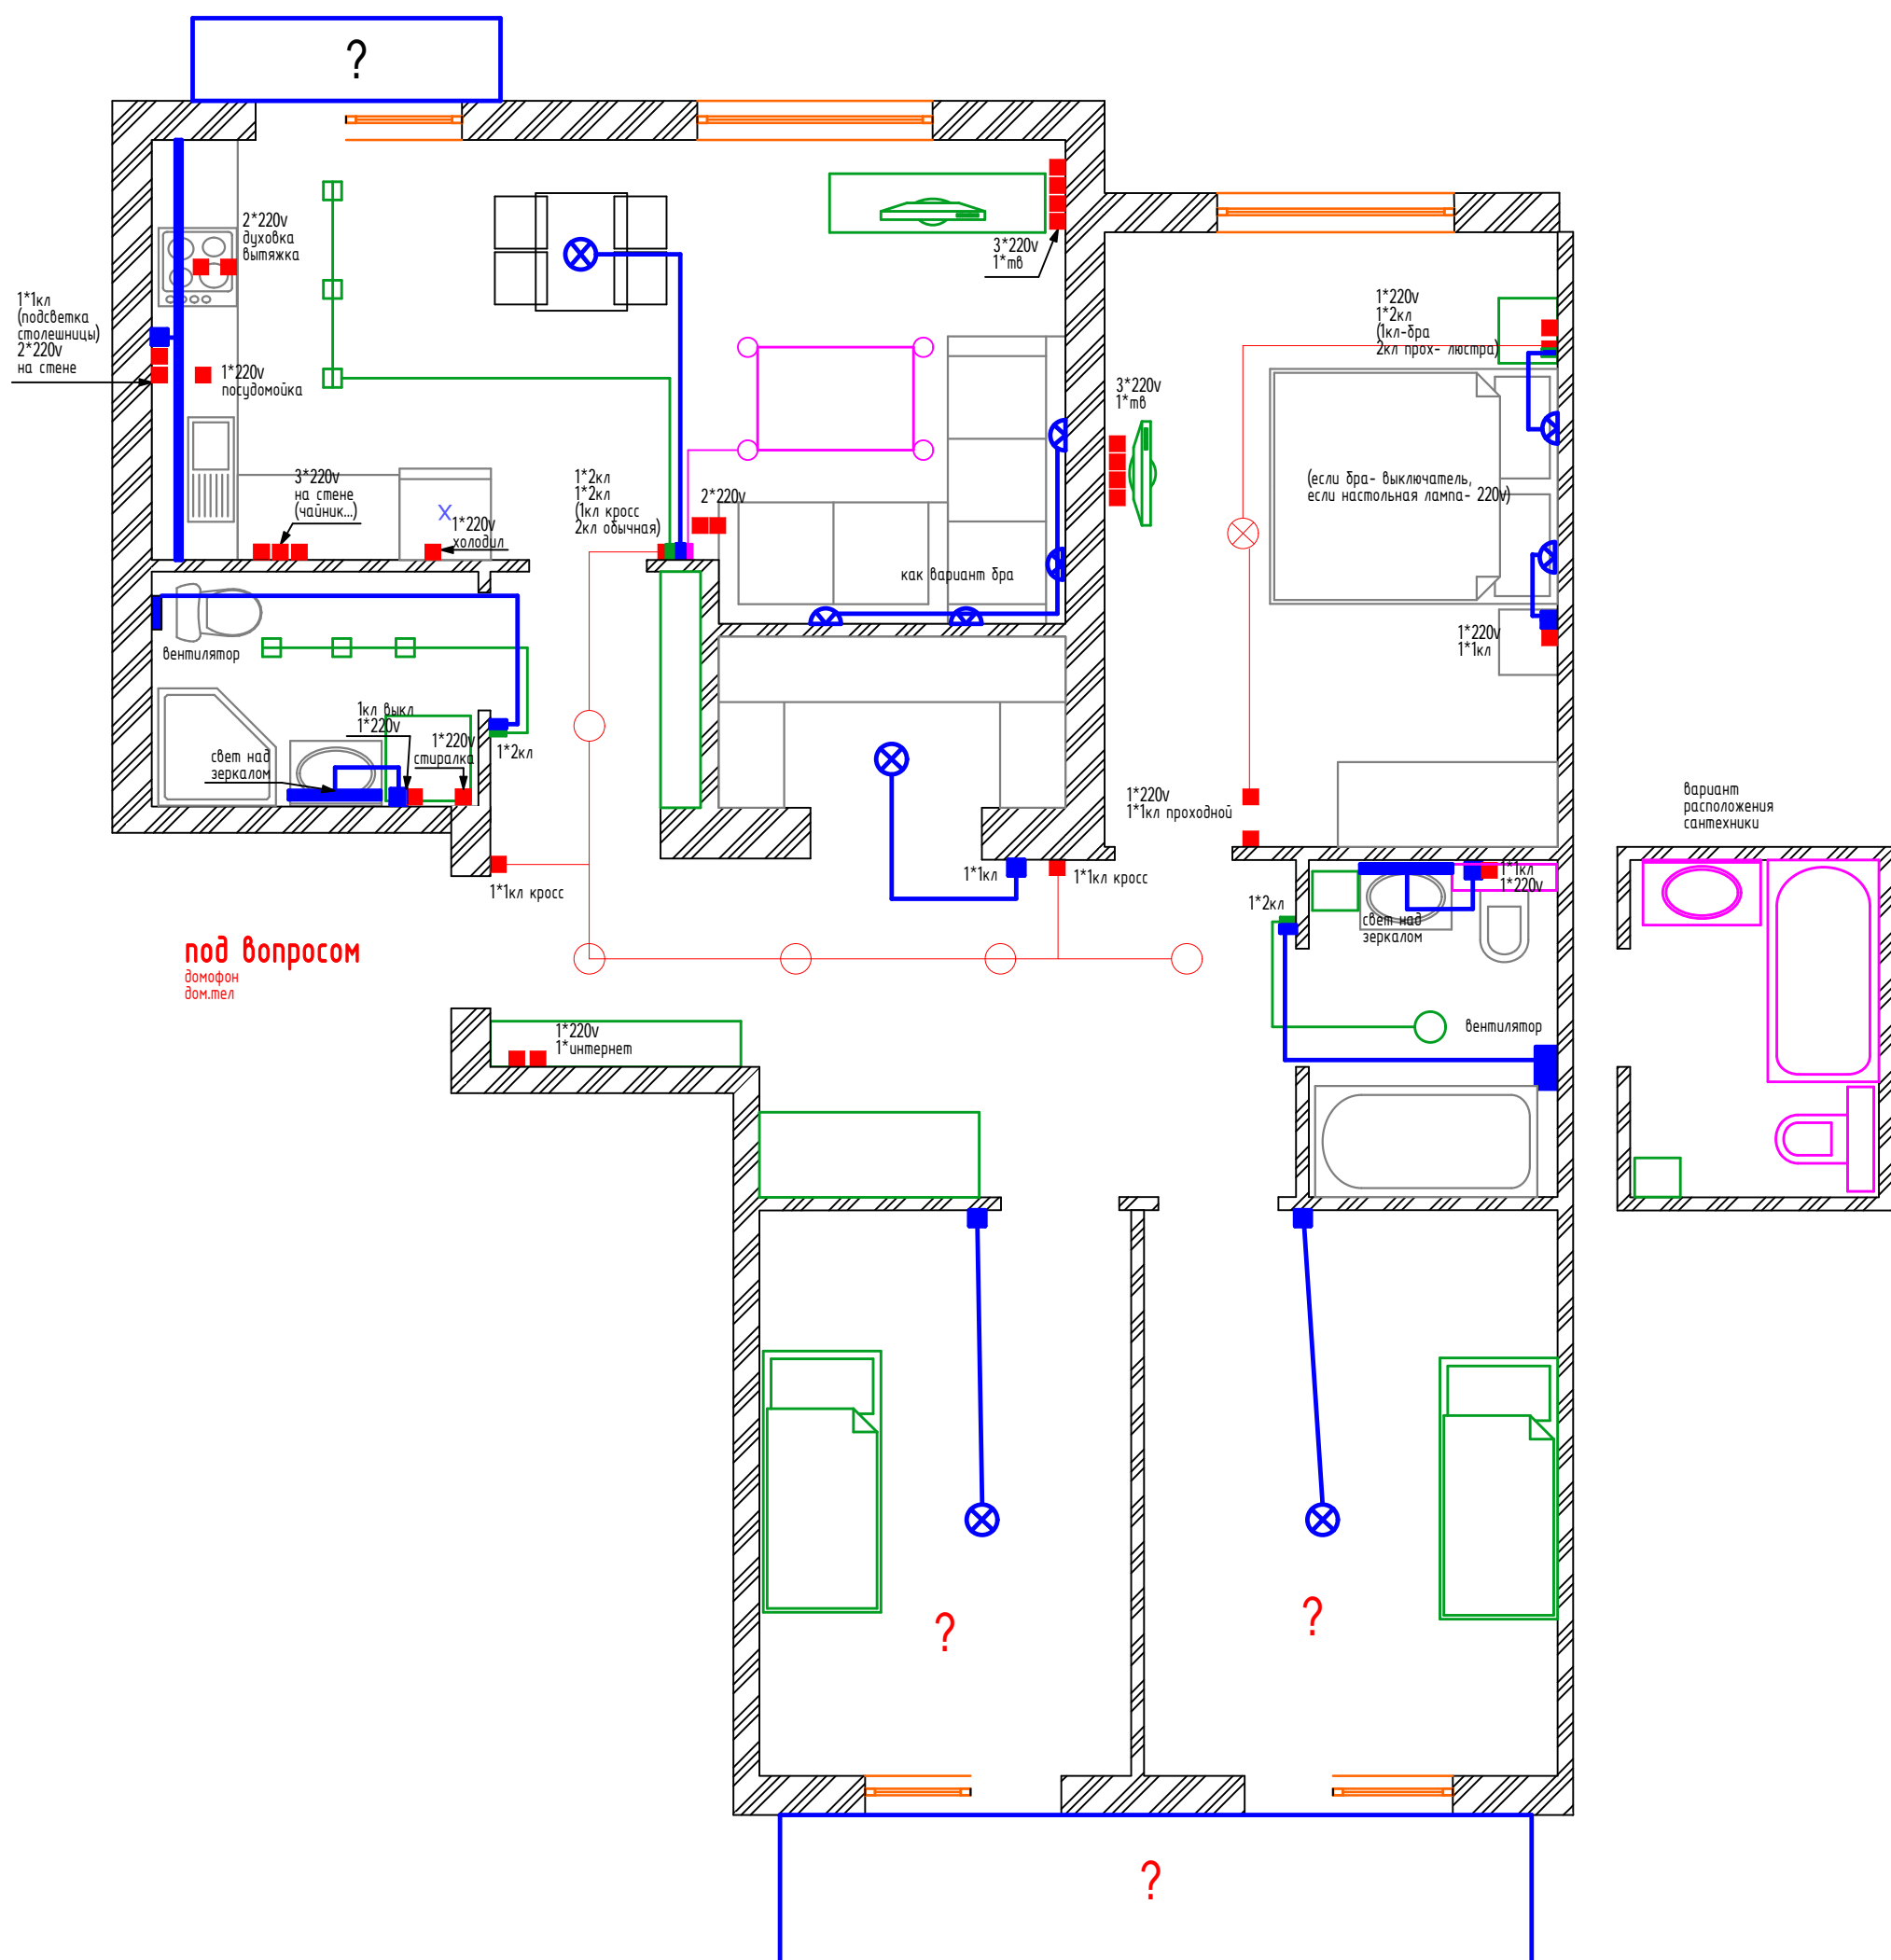 ?
2*220v
духовка
вытяжка
3*220v
1*тв
1*1кл
(подсветка
столешницы)
2*220v
на стене
1*220v
1*2кл
(1кл-бра
2кл прох- люстра)
1*220v
посудомойка
3*220v
1*тв
3*220v
на стене
(чайник...)
X
1*220v
холодил
1*2кл
1*2кл
(1кл кросс
2кл обычная)
2*220v
(если бра- выключатель,
если настольная лампа- 220v)
как вариант бра
вентилятор
1*220v
1*1кл
1кл выкл
1*220v
1*220v
стиралка
1*2кл
свет над
зеркалом
1*220v
1*1кл проходной
вариант
расположения
сантехники
1*1кл кросс
1*1кл
1*1кл кросс
1*1кл
1*220v
1*2кл
свет над
зеркалом
под вопросом
домофон
дом.тел
1*220v
1*интернет
вентилятор
?
?
?